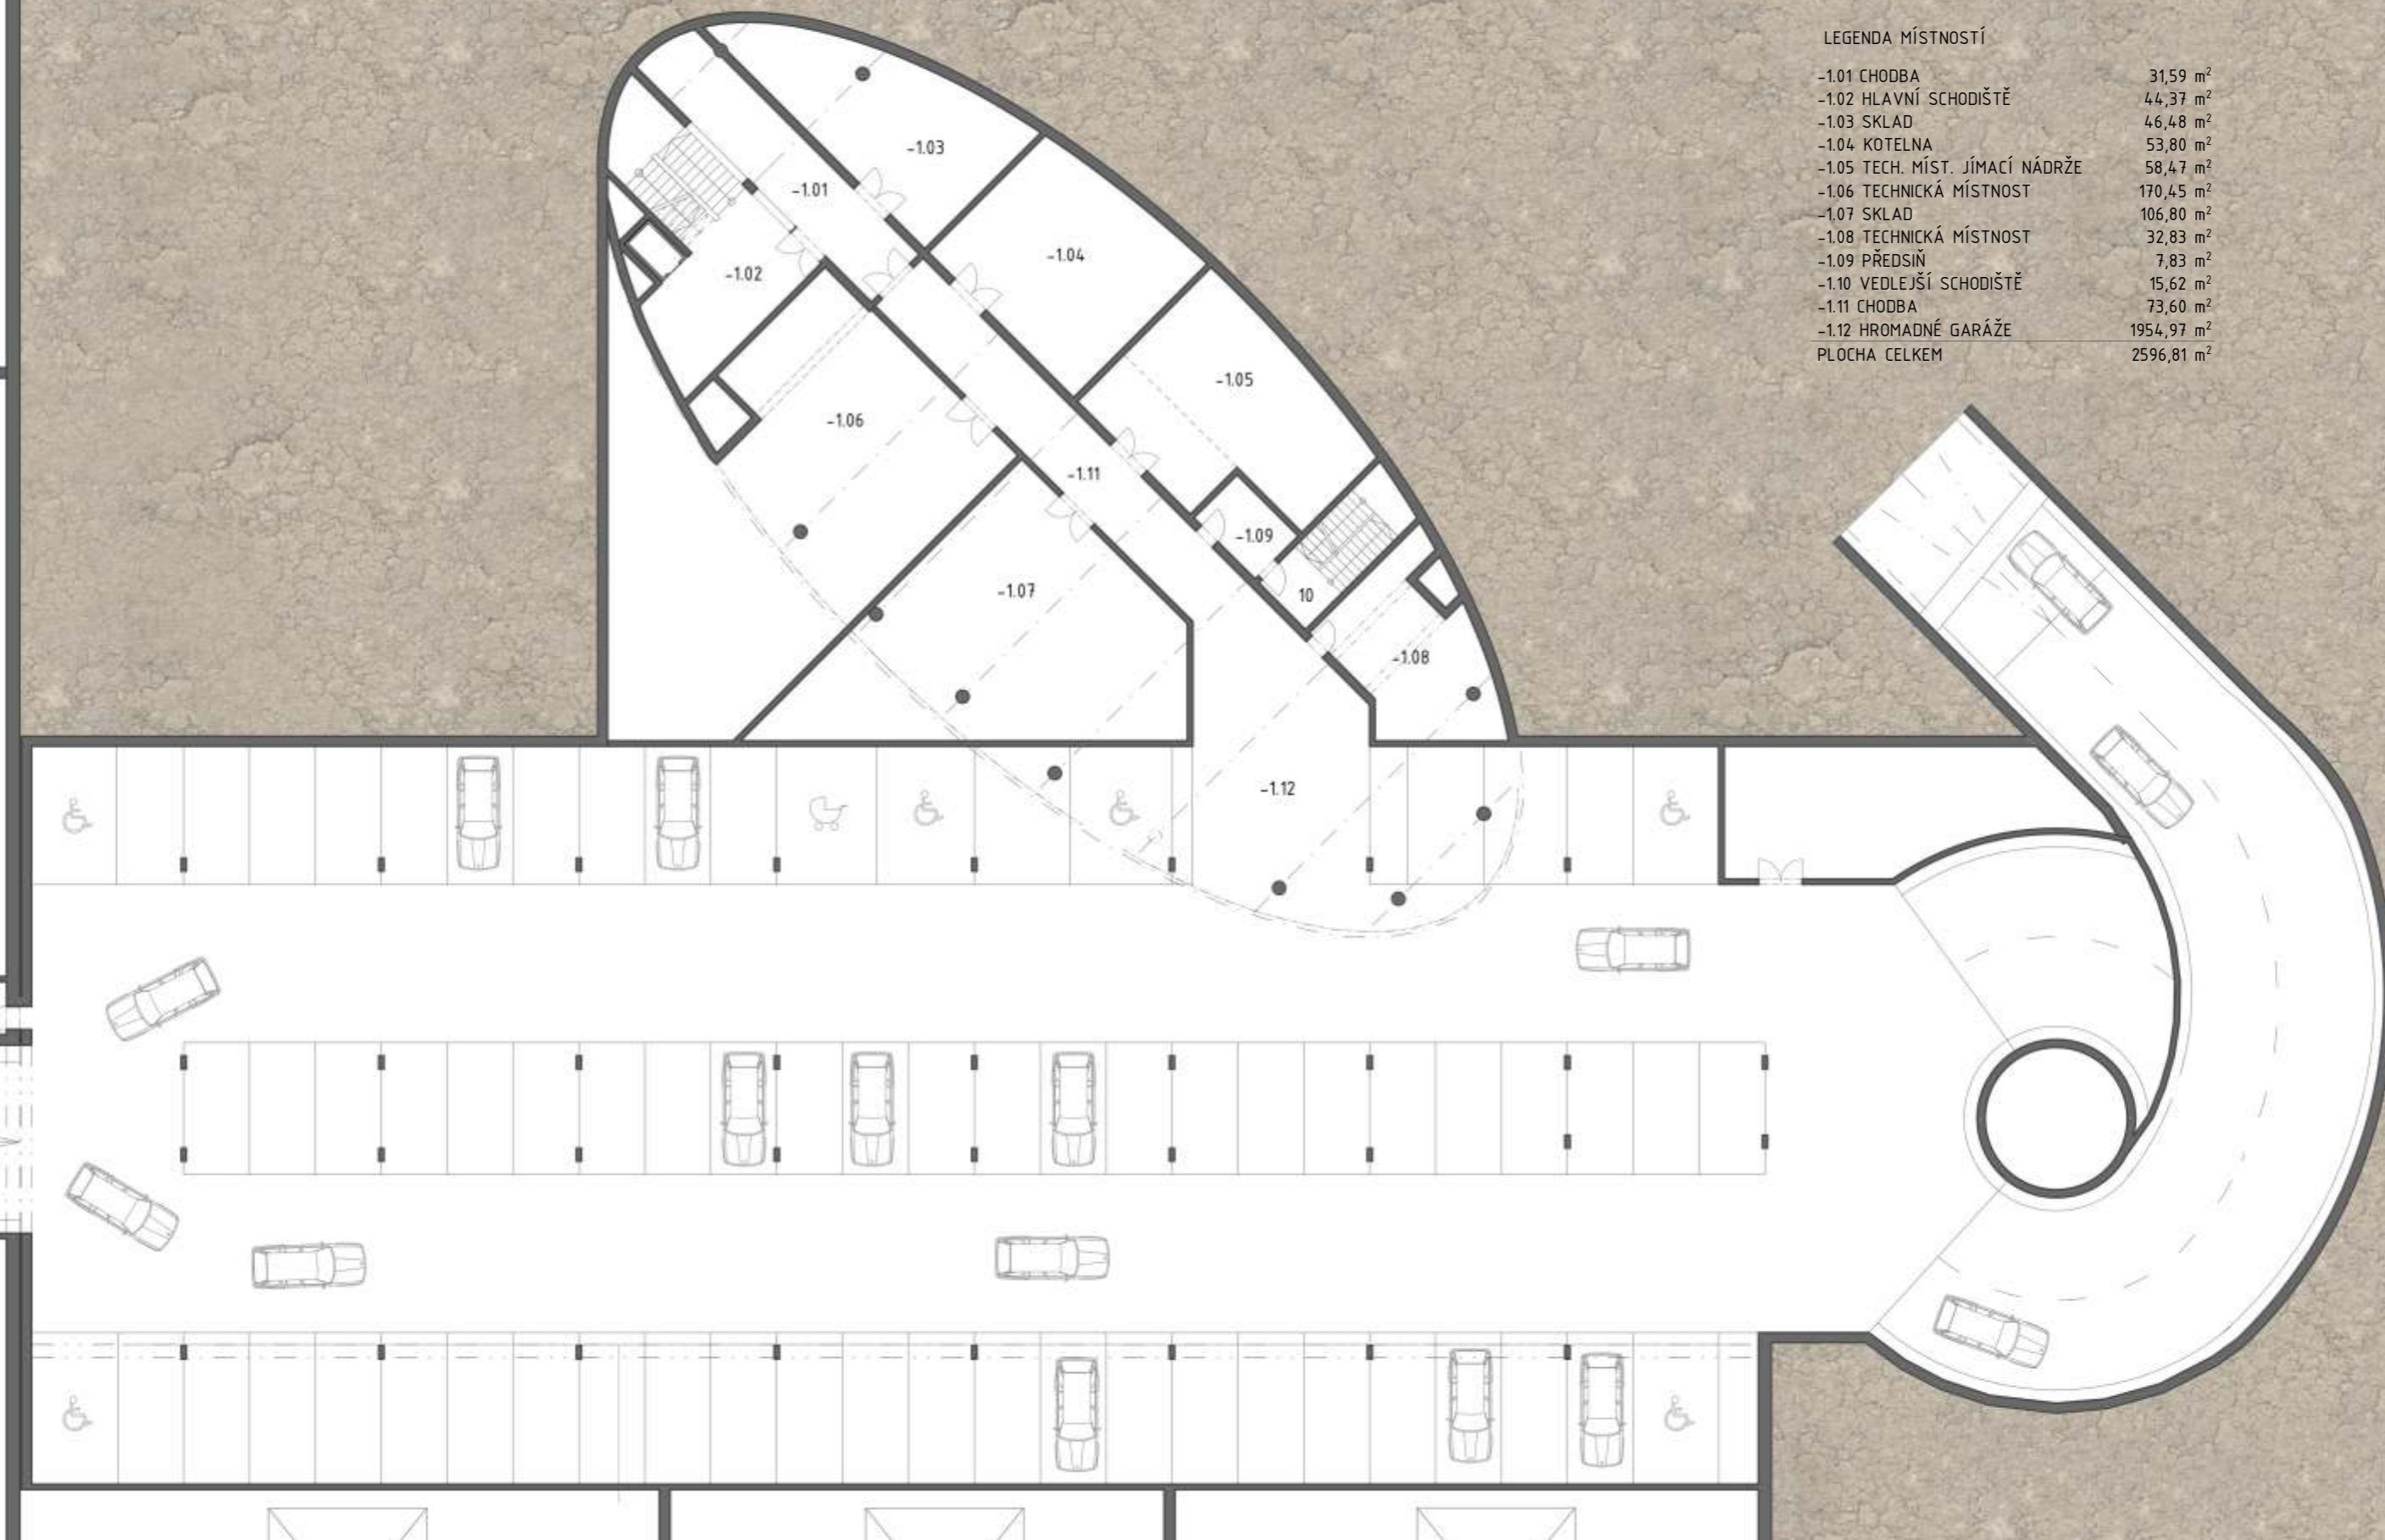 LEGENDA MÍSTNOSTÍ
-1.01 CHODBA 31,59 m²
-1.02 HLAVNÍ SCHODIŠTĚ 44,37 m²
-1.03 SKLAD 46,48 m²
-1.04 KOTELNA 53,80 m²
-1.05 TECH. MÍST. JÍMACÍ NÁDRŽE 58,47 m²
-1.06 TECHNICKÁ MÍSTNOST 170,45 m²
-1.07 SKLAD 106,80 m²
-1.08 TECHNICKÁ MÍSTNOST 32,83 m²
-1.09 PŘEDSIŇ 7,83 m²
-1.10 VEDLEJŠÍ SCHODIŠTĚ 15,62 m²
-1.11 CHODBA 73,60 m²
-1.12 HROMADNÉ GARÁŽE 1954,97 m²
PLOCHA CELKEM 2596,81 m²
-1.03
-1.01
-1.04
-1.02
-1.05
-1.06
-1.11
-1.09
-1.07
10
-1.08
-1.12